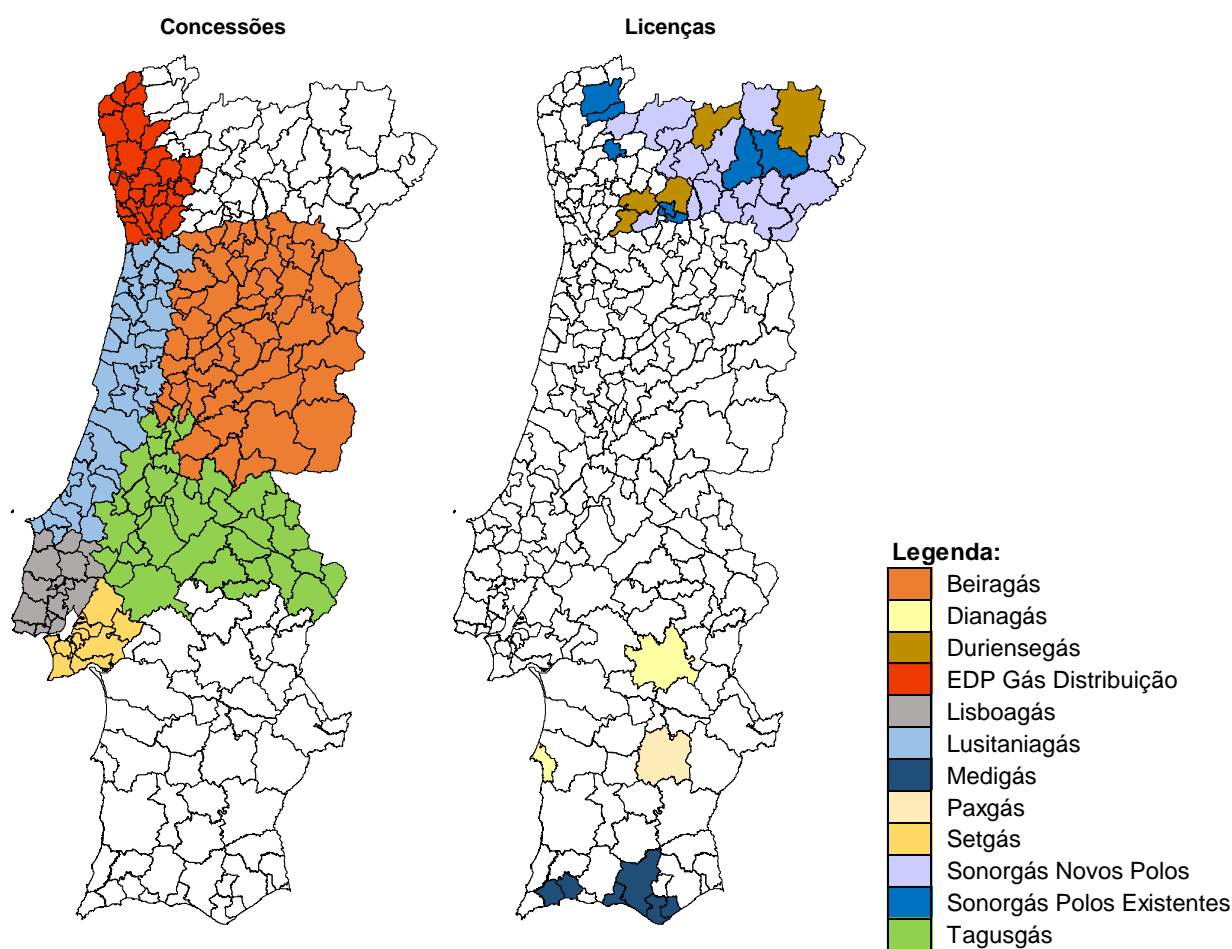 Concessões
Licenças
Legenda:
Beiragás
Dianagás
Duriensegás
EDP Gás Distribuição
Lisboagás
Lusitaniagás
Medigás
Paxgás
Setgás
Sonorgás Novos Polos
Sonorgás Polos Existentes
Tagusgás